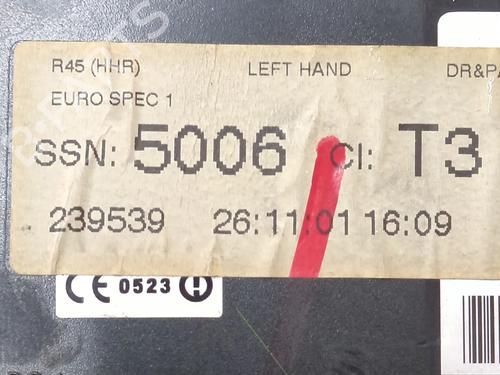 R45 (HHR) LEFT HAND DR&PA
EURO SPEC 1
SSN: 5006 CI: T3
239539 26:11:01 16:09
CE 0523